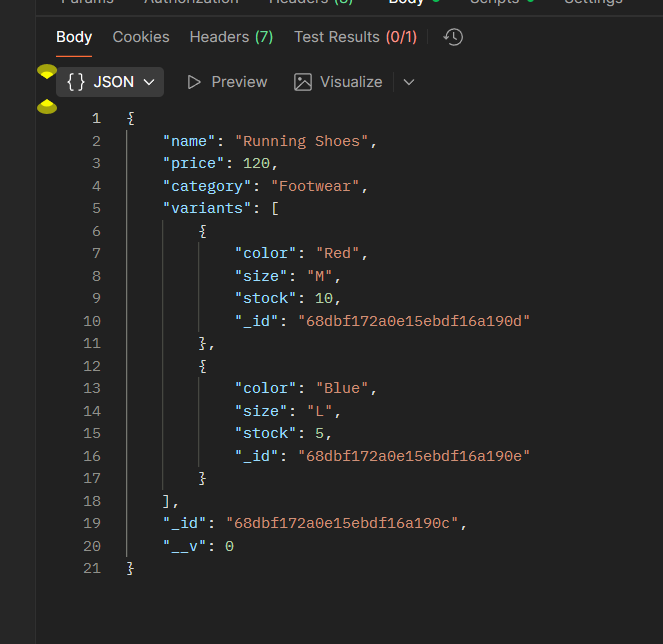 Params Authorization Headers (8) Body Scripts Settings
Body Cookies Headers (7) Test Results (0/1)
{} JSON Preview Visualize
1 {
2 "name": "Running Shoes",
3 "price": 120,
4 "category": "Footwear",
5 "variants": [
6 {
7 "color": "Red",
8 "size": "M",
9 "stock": 10,
10 "_id": "68dbf172a0e15ebdf16a190d"
11 },
12 {
13 "color": "Blue",
14 "size": "L",
15 "stock": 5,
16 "_id": "68dbf172a0e15ebdf16a190e"
17 }
18 ],
19 "_id": "68dbf172a0e15ebdf16a190c",
20 "__v": 0
21 }